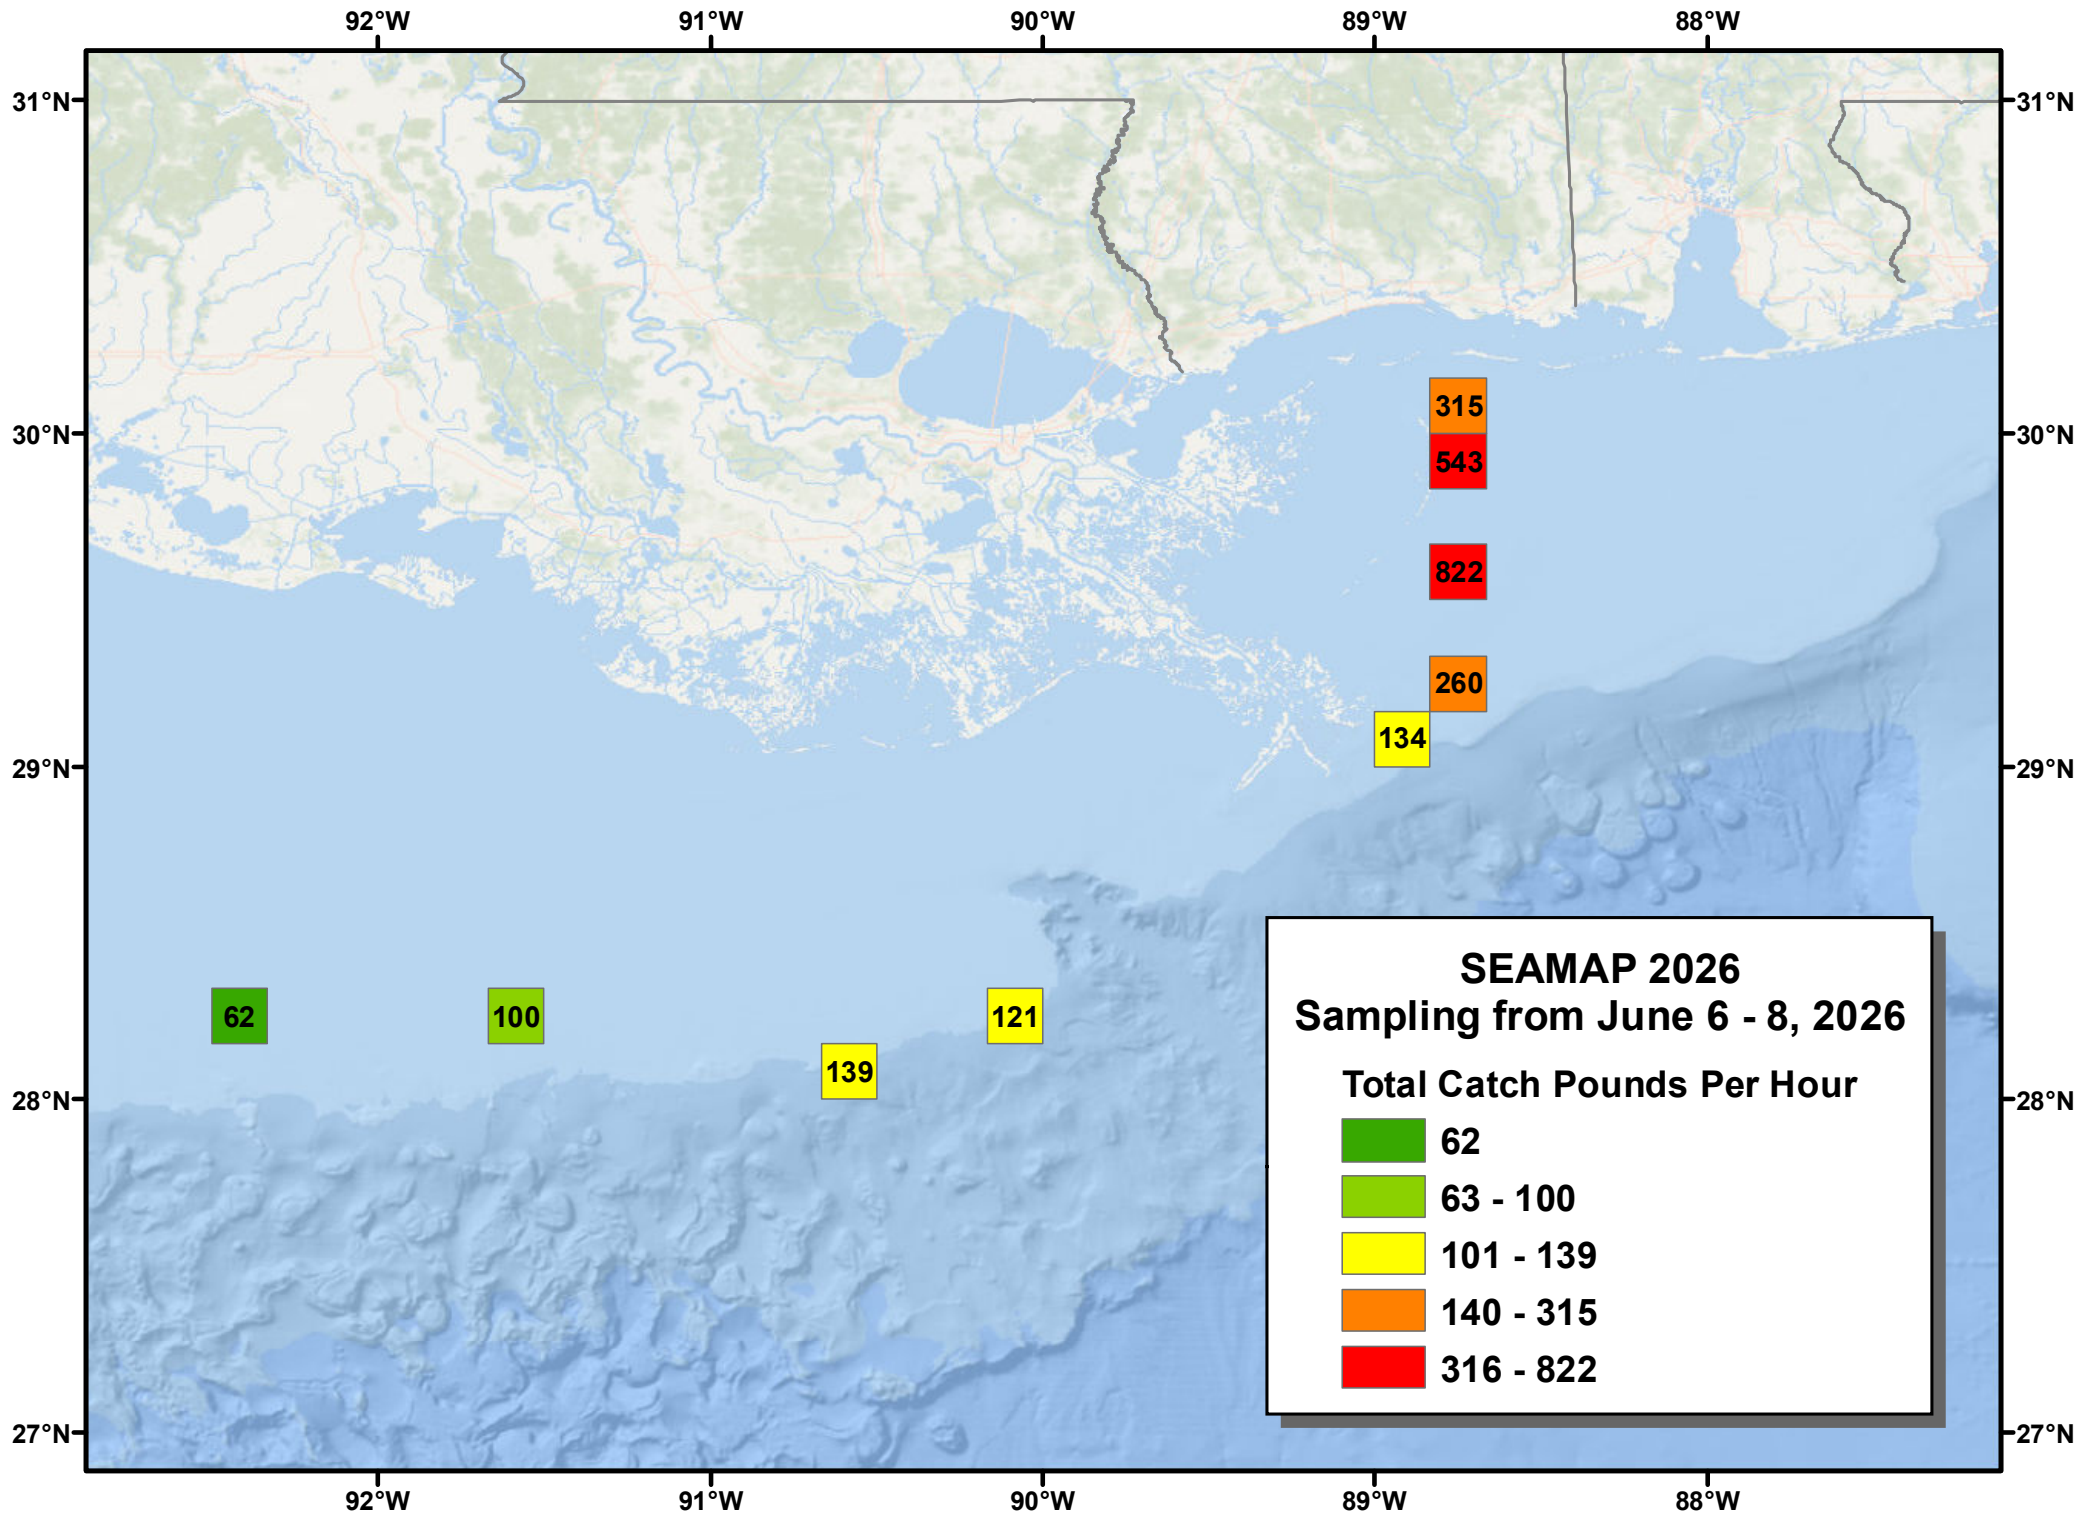 92°W 91°W 90°W 89°W 88°W
31°N 31°N
315
30°N 30°N
543
822
260
134
29°N 29°N
62 100 121
139
28°N 28°N
SEAMAP 2026
Sampling from June 6 - 8, 2026
Total Catch Pounds Per Hour
62
63 - 100
101 - 139
140 - 315
316 - 822
27°N 27°N
92°W 91°W 90°W 89°W 88°W